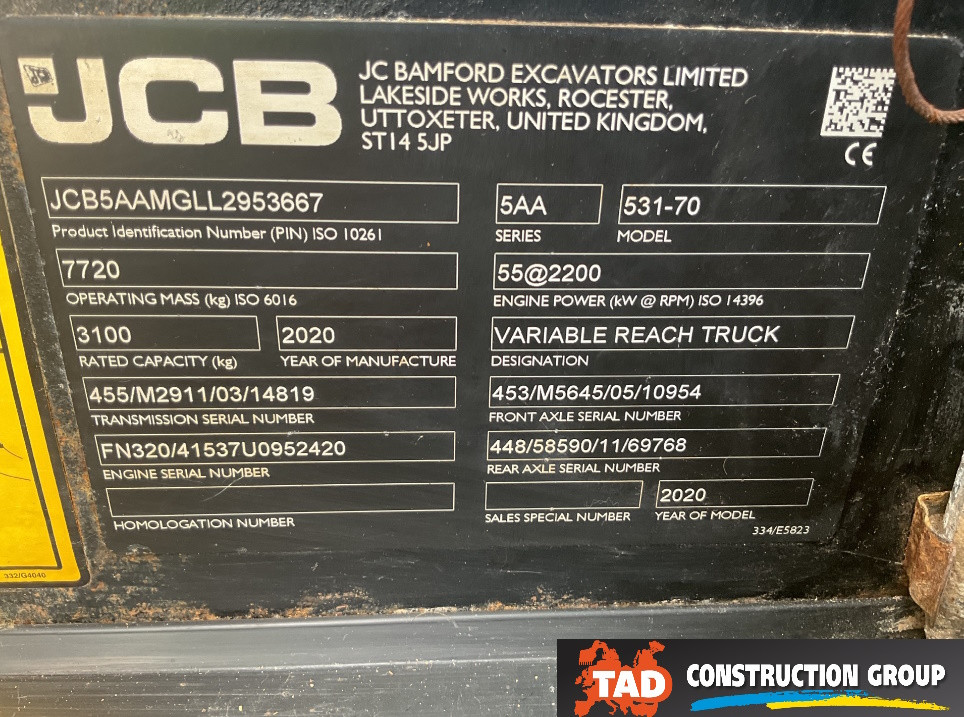 JCB
JC BAMFORD EXCAVATORS LIMITED
LAKESIDE WORKS, ROCESTER,
UTTOXETER, UNITED KINGDOM,
ST14 5JP
CE
JCB5AAMGLL2953667
Product Identification Number (PIN) ISO 10261
5AA
SERIES
531-70
MODEL
7720
OPERATING MASS (kg) ISO 6016
55@2200
ENGINE POWER (kW @ RPM) ISO 14396
3100
RATED CAPACITY (kg)
2020
YEAR OF MANUFACTURE
VARIABLE REACH TRUCK
DESIGNATION
455/M2911/03/14819
TRANSMISSION SERIAL NUMBER
453/M5645/05/10954
FRONT AXLE SERIAL NUMBER
FN320/41537U0952420
ENGINE SERIAL NUMBER
448/58590/11/69768
REAR AXLE SERIAL NUMBER
HOMOLOGATION NUMBER
SALES SPECIAL NUMBER
2020
YEAR OF MODEL
334/E5823
332/G4040
TAD CONSTRUCTION GROUP